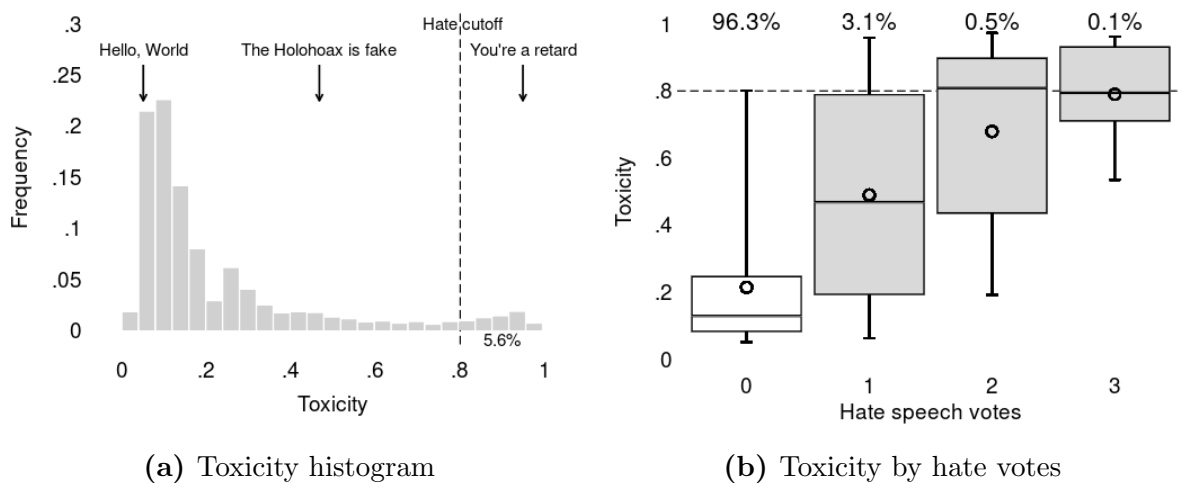 .3
Hate cutoff
Hello, World
The Holohoax is fake
You're a retard
.25
.2
.15
.1
.05
0
Frequency
5.6%
0 .2 .4 .6 .8 1
Toxicity
(a) Toxicity histogram
1
96.3% 3.1% 0.5% 0.1%
.8
.6
.4
.2
0
Toxicity
0 1 2 3
Hate speech votes
(b) Toxicity by hate votes